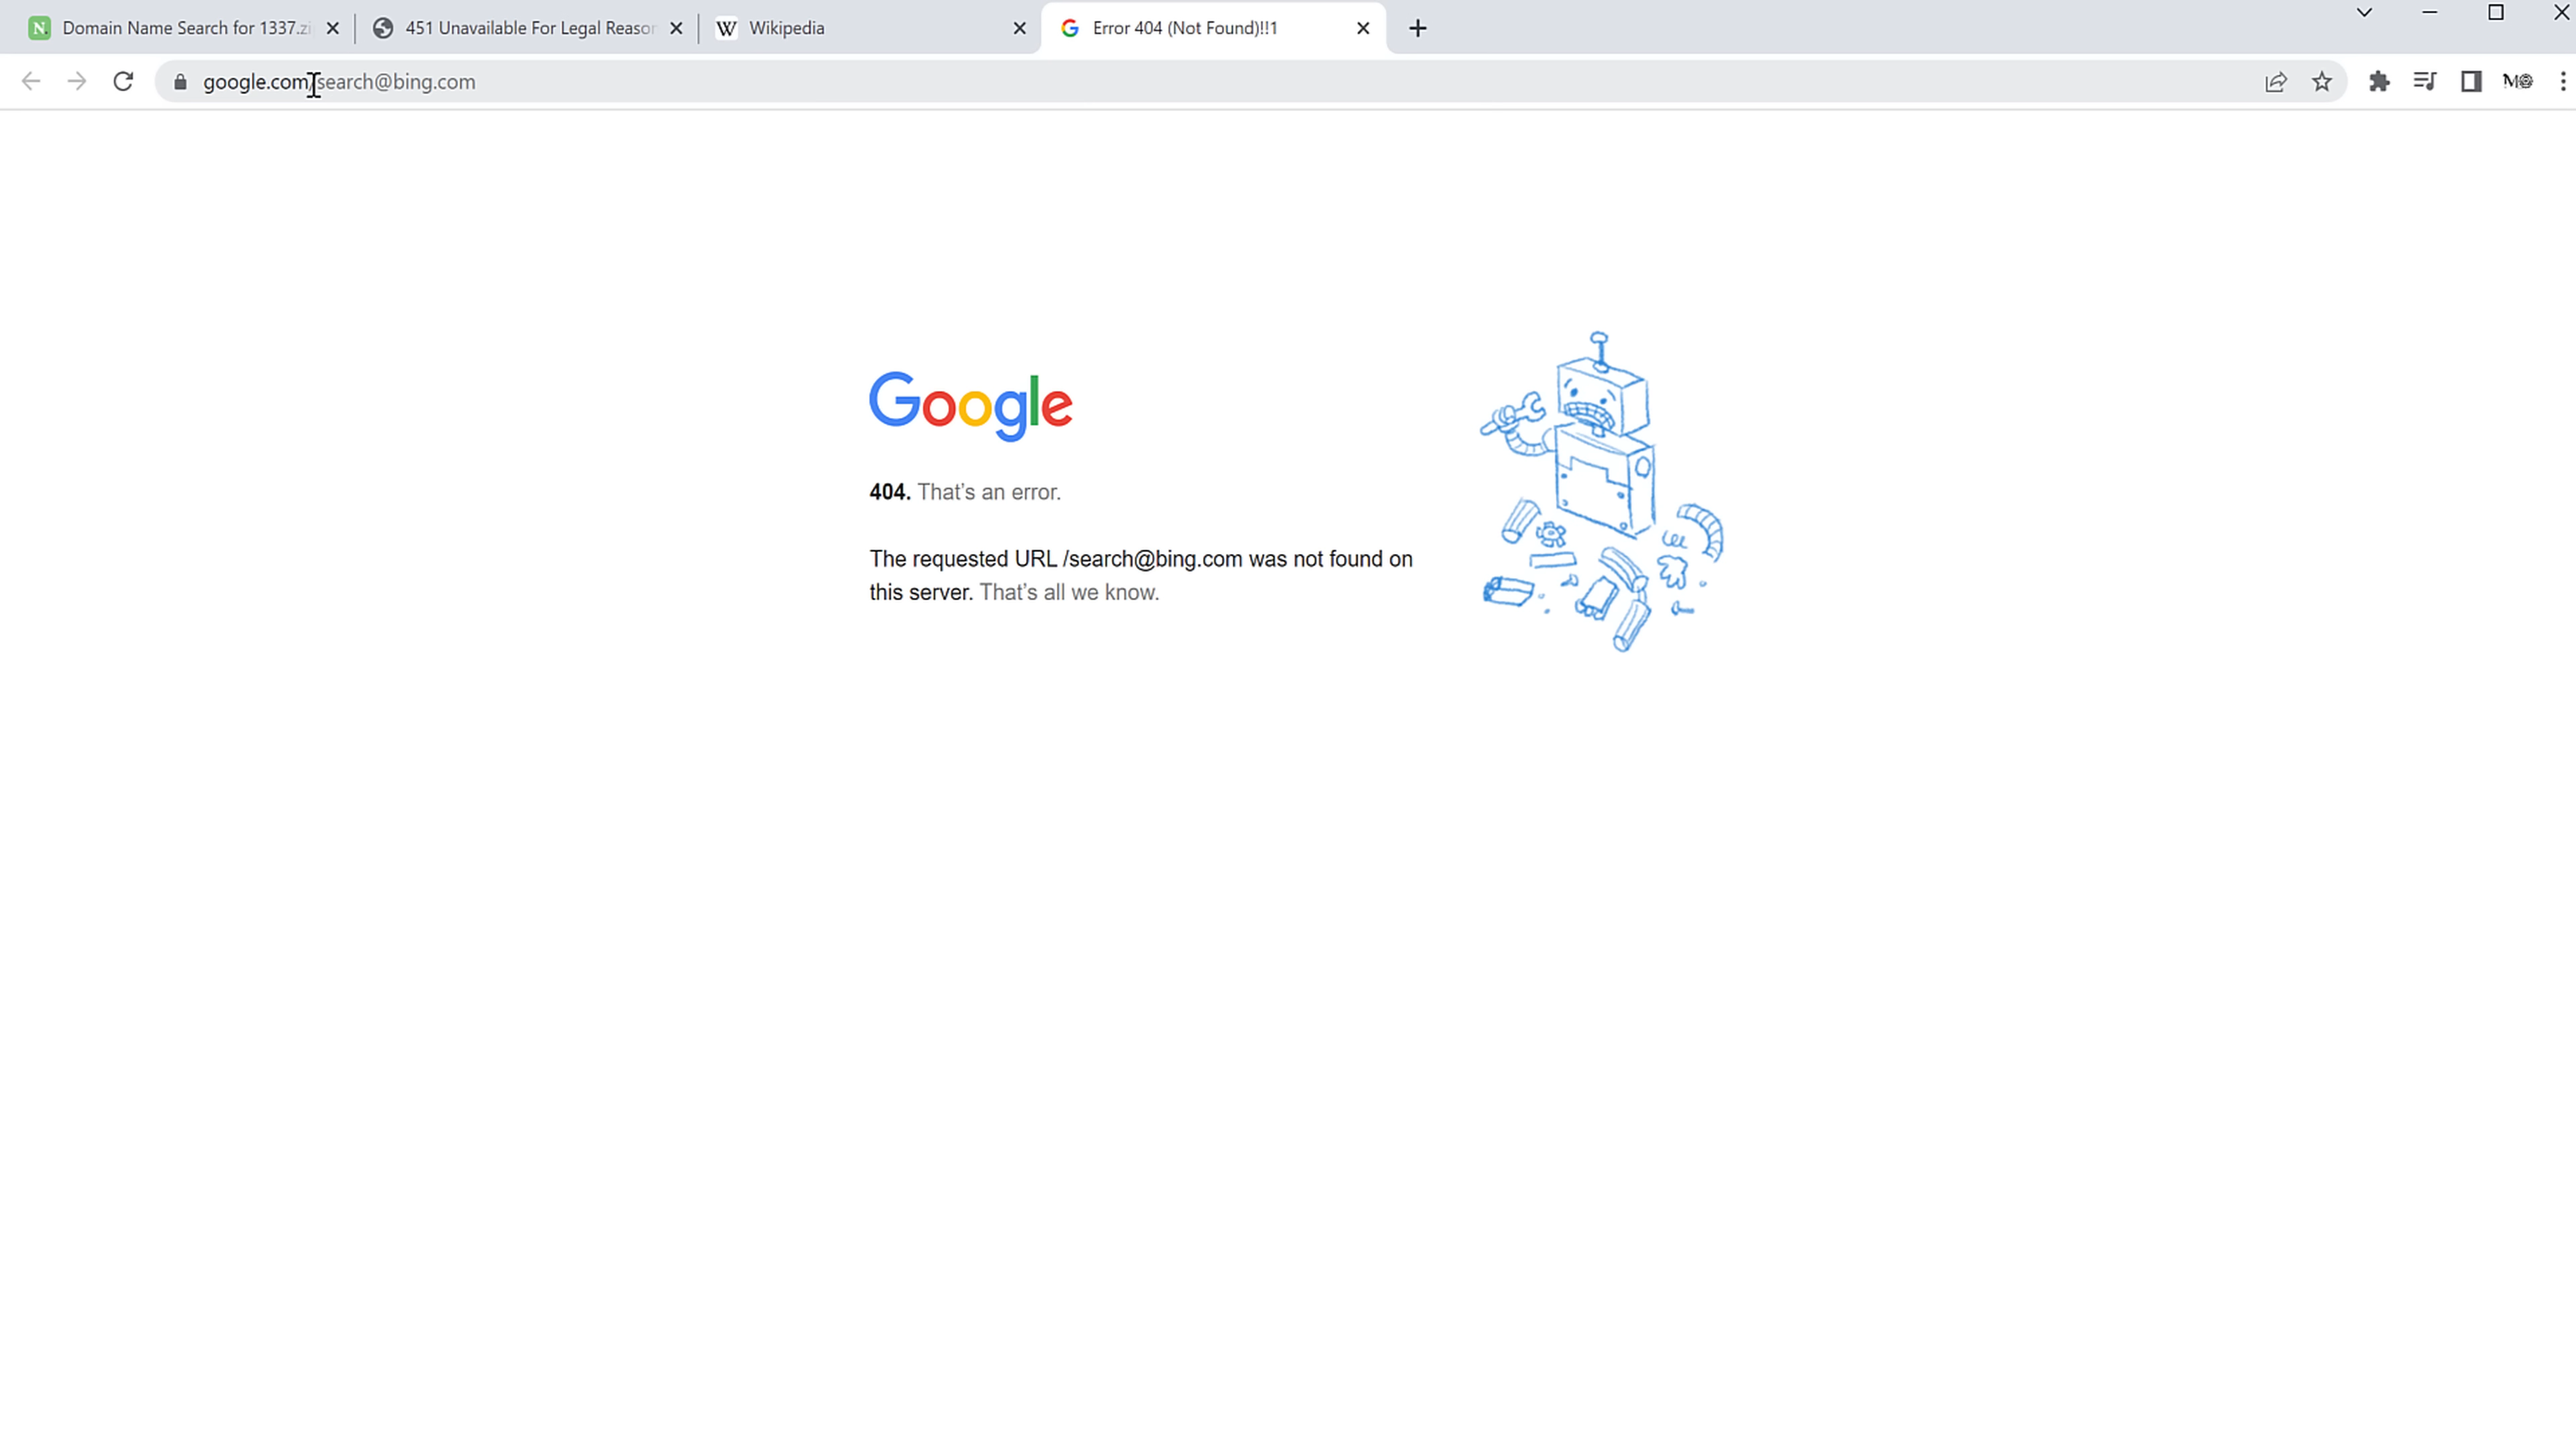 Domain Name Search for 1337.zi
451 Unavailable For Legal Reason
W Wikipedia
Error 404 (Not Found)!!1
google.com/search@bing.com
Google
404. That's an error.
The requested URL /search@bing.com was not found on
this server. That's all we know.